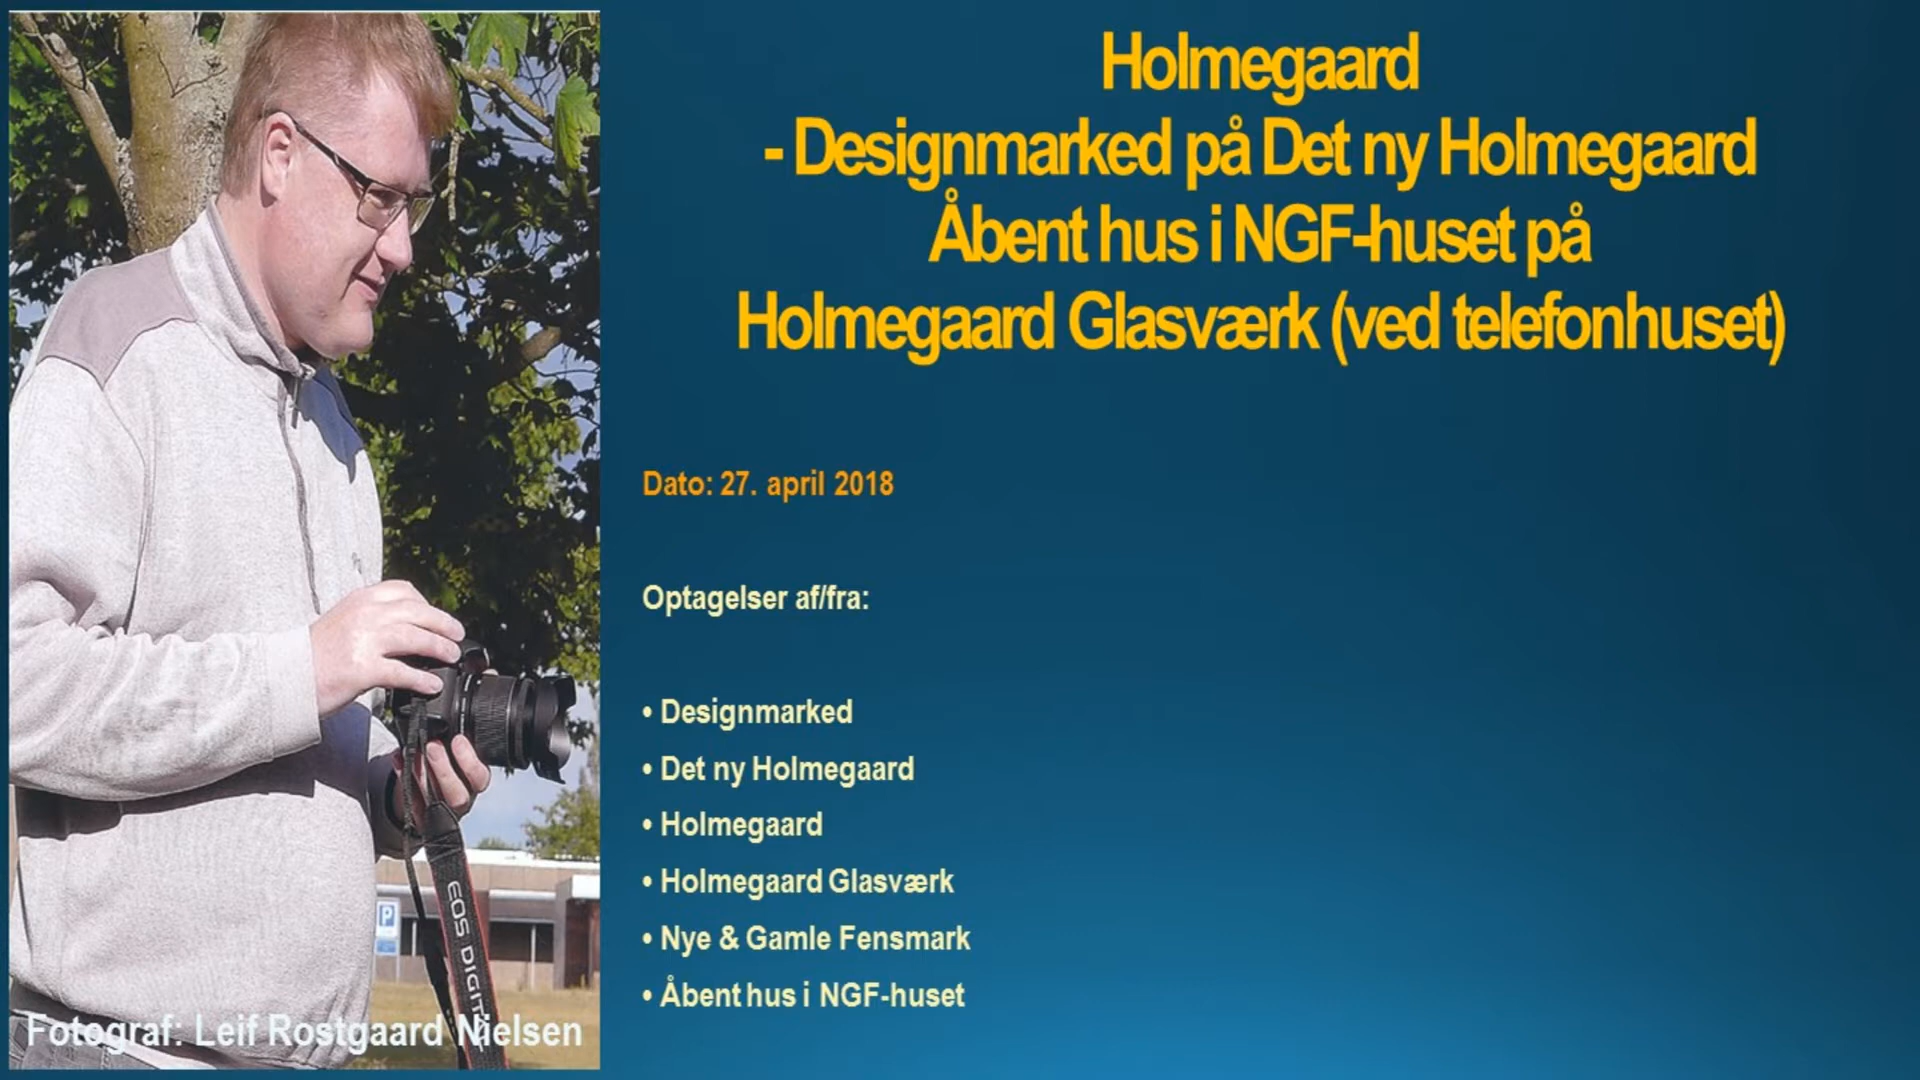 Holmegaard
- Designmarked på Det ny Holmegaard
Åbent hus i NGF-huset på
Holmegaard Glasværk (ved telefonhuset)
Dato: 27. april 2018
Optagelser af/fra:
• Designmarked
• Det ny Holmegaard
• Holmegaard
• Holmegaard Glasværk
• Nye & Gamle Fensmark
• Åbent hus i NGF-huset
P
EOS DIGIT
Fotograf: Leif Rostgaard Nielsen